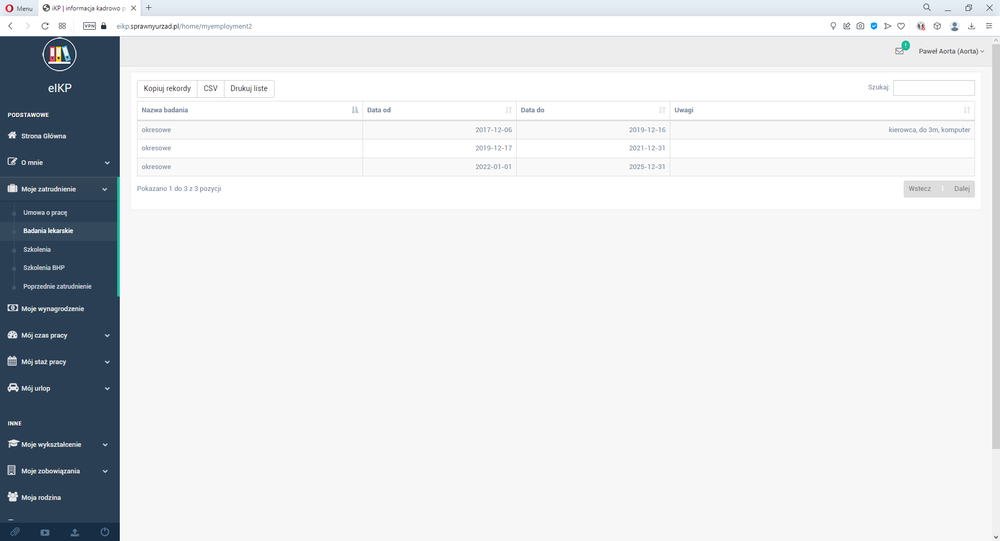 Menu
iKP | informacja kadrowo p
VPN
eikp.sprawnyurzad.pl/home/myemployment2
eIKP
PODSTAWOWE
Strona Główna
O mnie
Moje zatrudnienie
Umowa o pracę
Badania lekarskie
Szkolenia
Szkolenia BHP
Poprzednie zatrudnienie
Moje wynagrodzenie
Mój czas pracy
Mój staż pracy
Mój urlop
INNE
Moje wykształcenie
Moje zobowiązania
Moja rodzina
!
Paweł Aorta (Aorta)
Kopiuj rekordy CSV Drukuj liste
Szukaj:
Nazwa badania Data od Data do Uwagi
okresowe 2017-12-06 2019-12-16 kierowca, do 3m, komputer
okresowe 2019-12-17 2021-12-31
okresowe 2022-01-01 2025-12-31
Pokazano 1 do 3 z 3 pozycji
Wstecz 1 Dalej